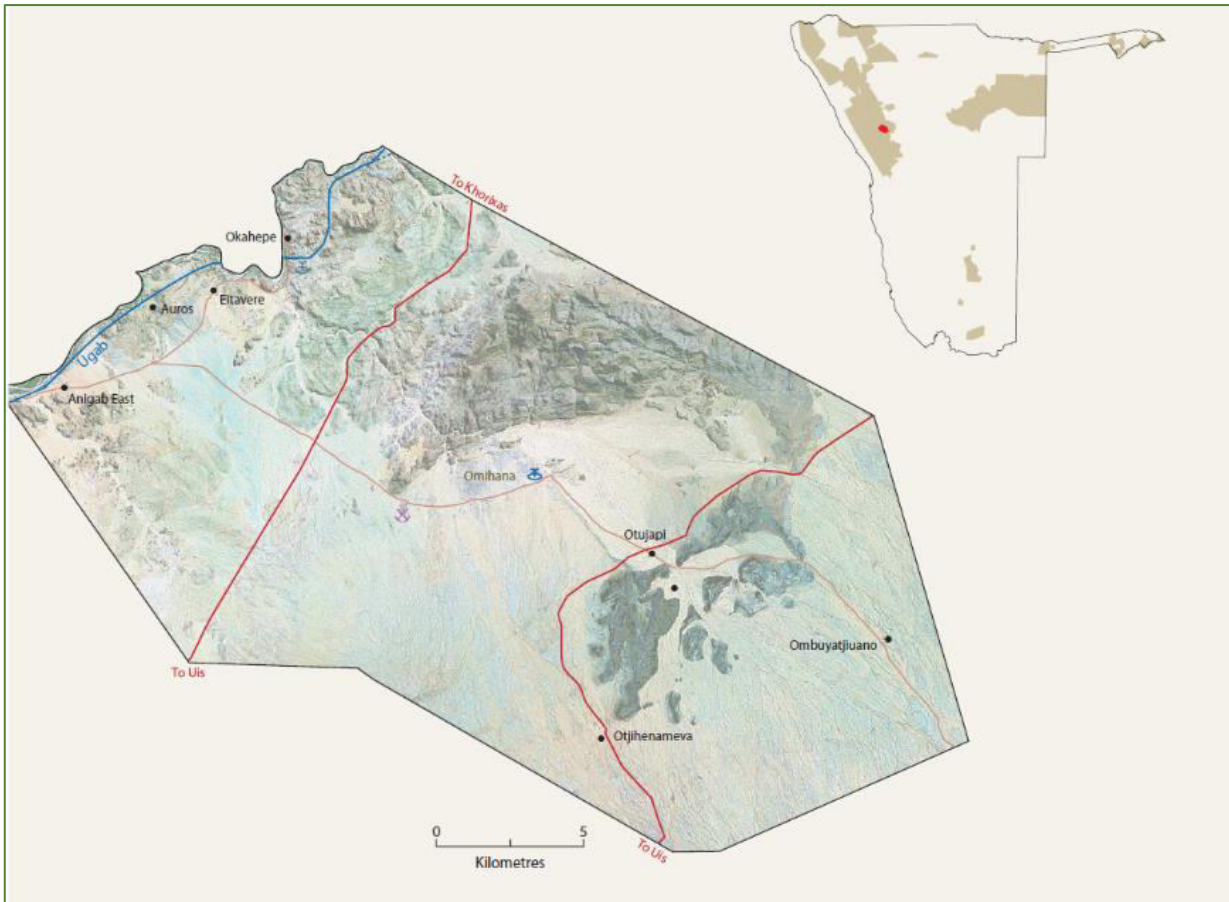 To Khorixas
Okahepe
Eitavere
Auros
Ugab
Anigab East
Omihana
Otujapi
Ombuyatjiuano
To Uis
Otjihenameva
0 5
To Uis
Kilometres